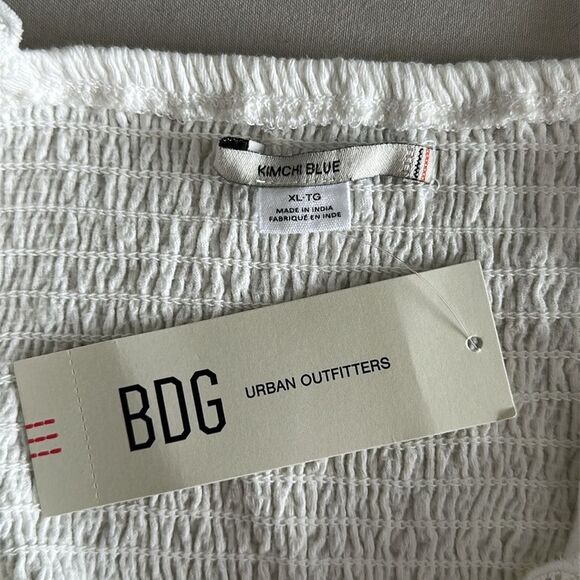 KIMCHI BLUE
XL-TG
MADE IN INDIA
FABRIQUÉ EN INDE
BDG URBAN OUTFITTERS